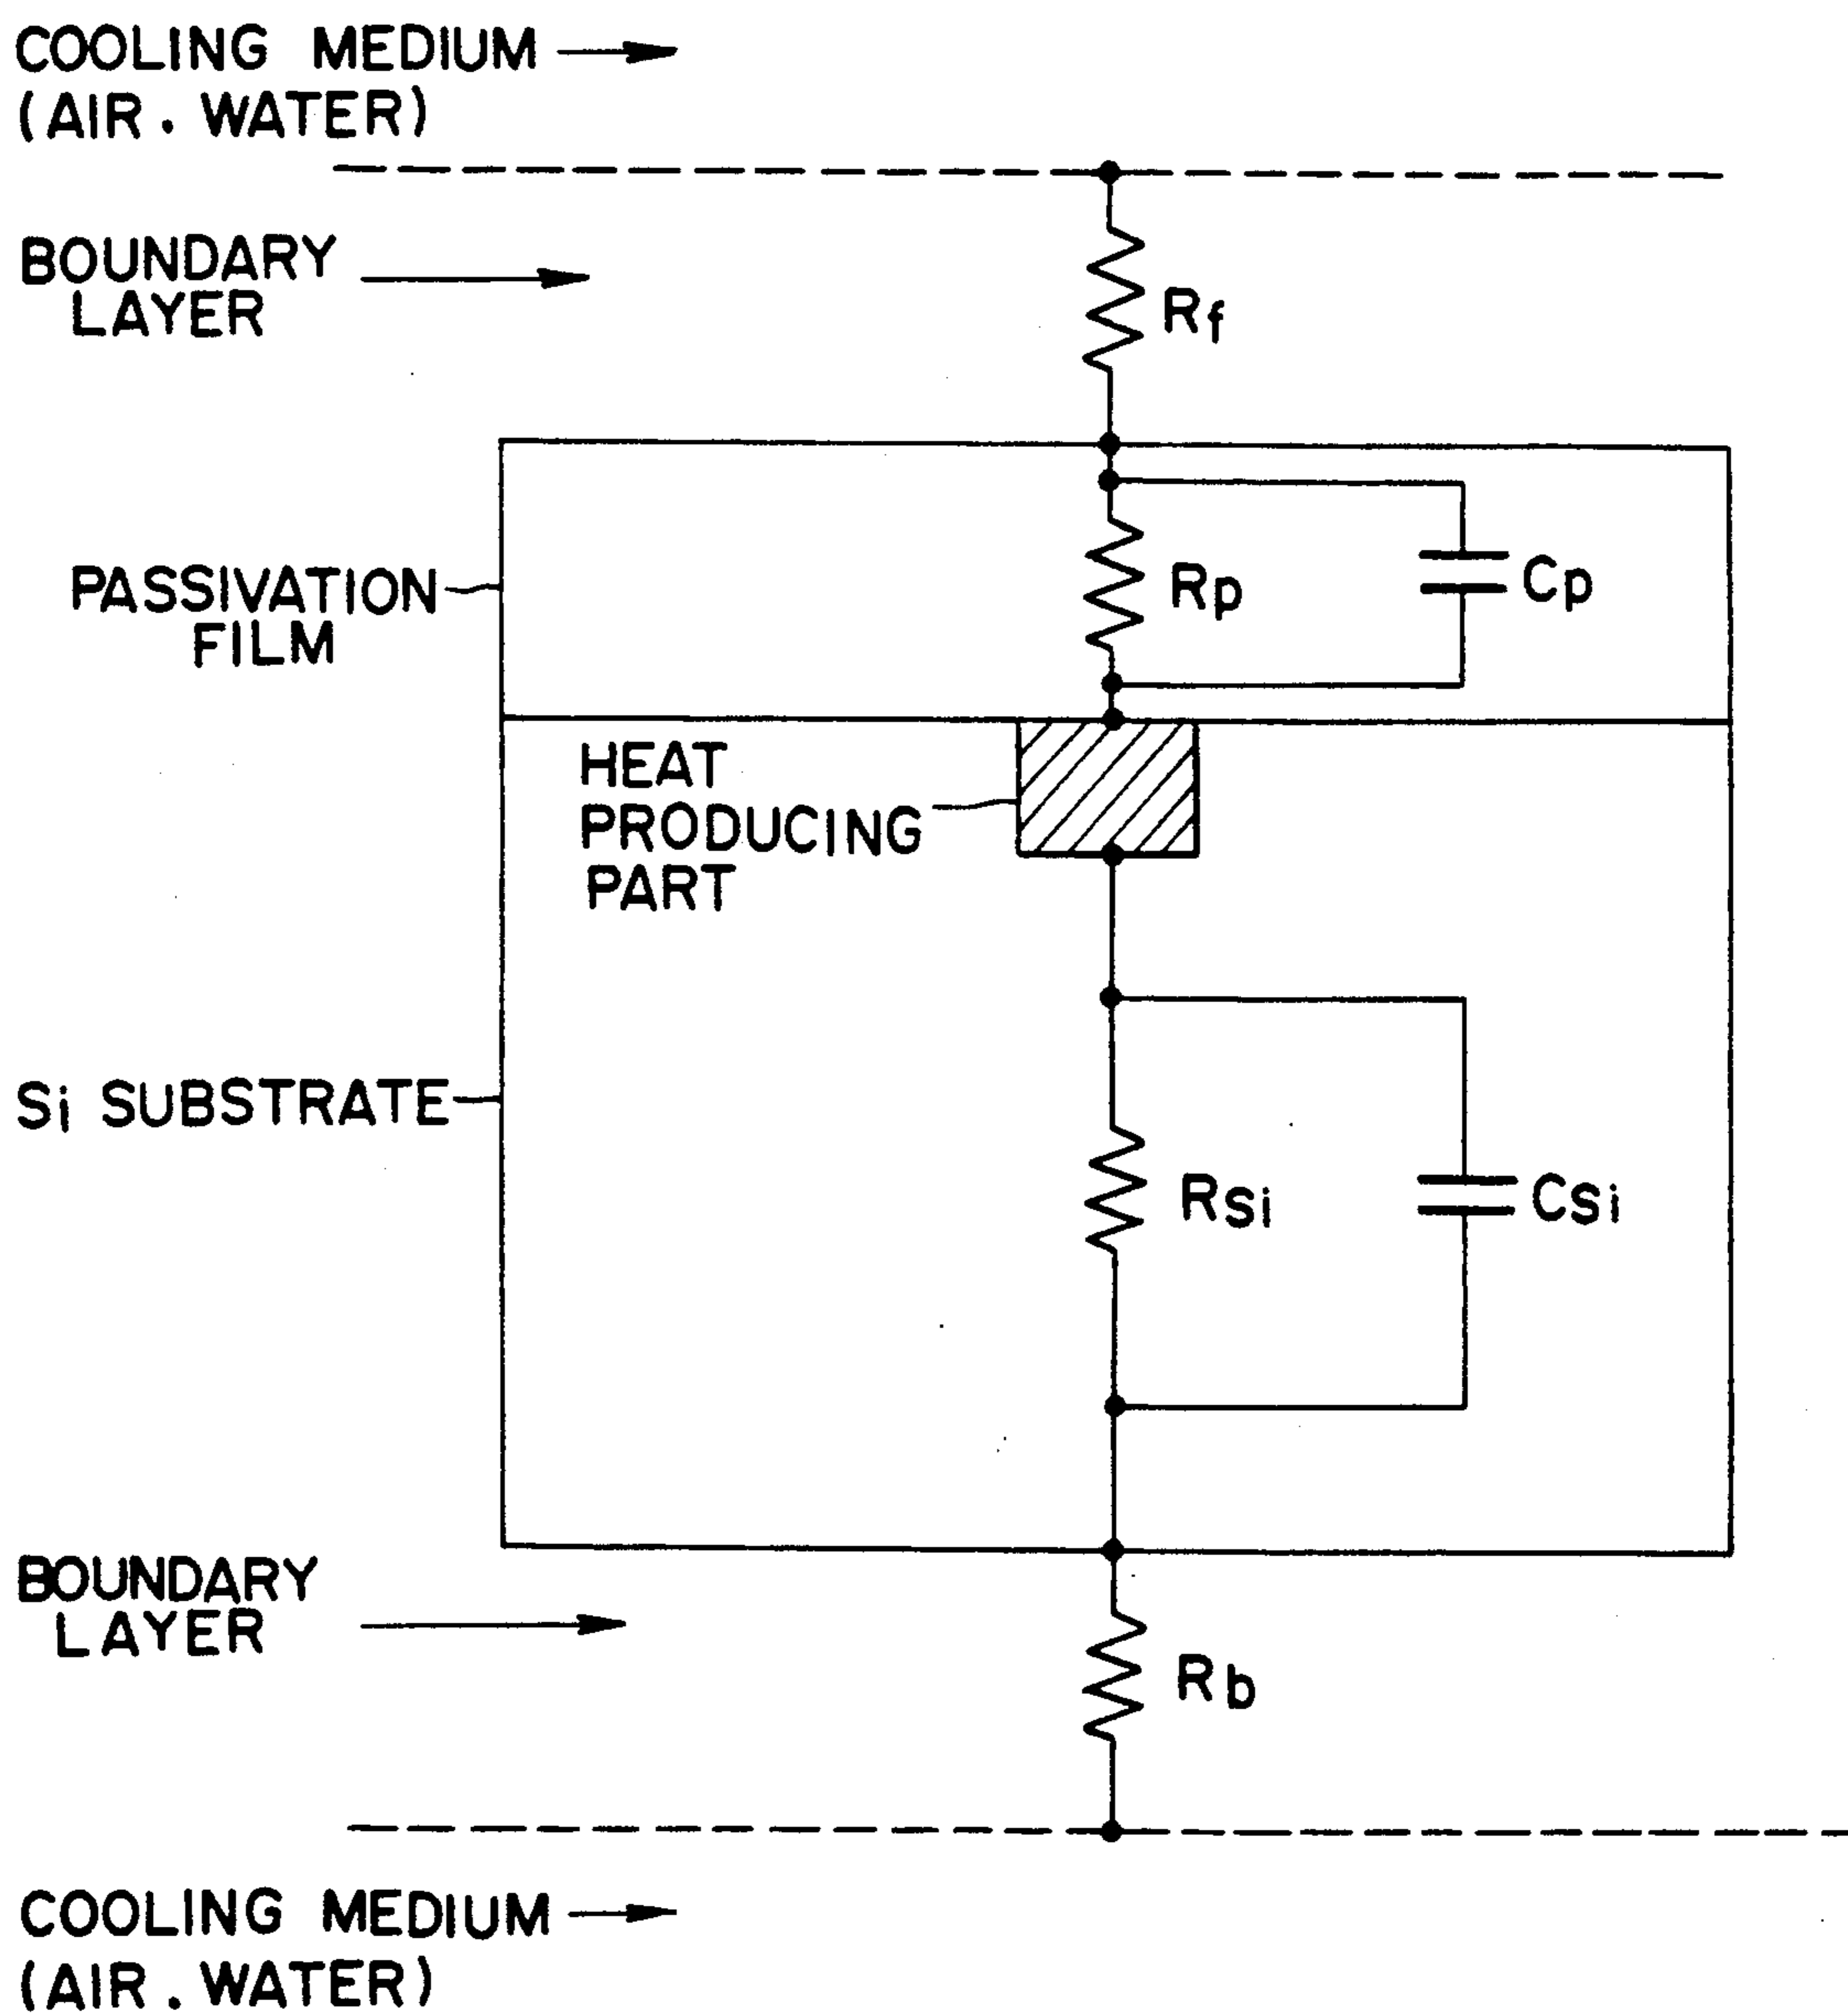 COOLING MEDIUM
(AIR. WATER)
BOUNDARY
LAYER
Rf
PASSIVATION
FILM
Rp
Cp
HEAT
PRODUCING
PART
Si SUBSTRATE
RSi
CSi
BOUNDARY
LAYER
Rb
COOLING MEDIUM
(AIR. WATER)